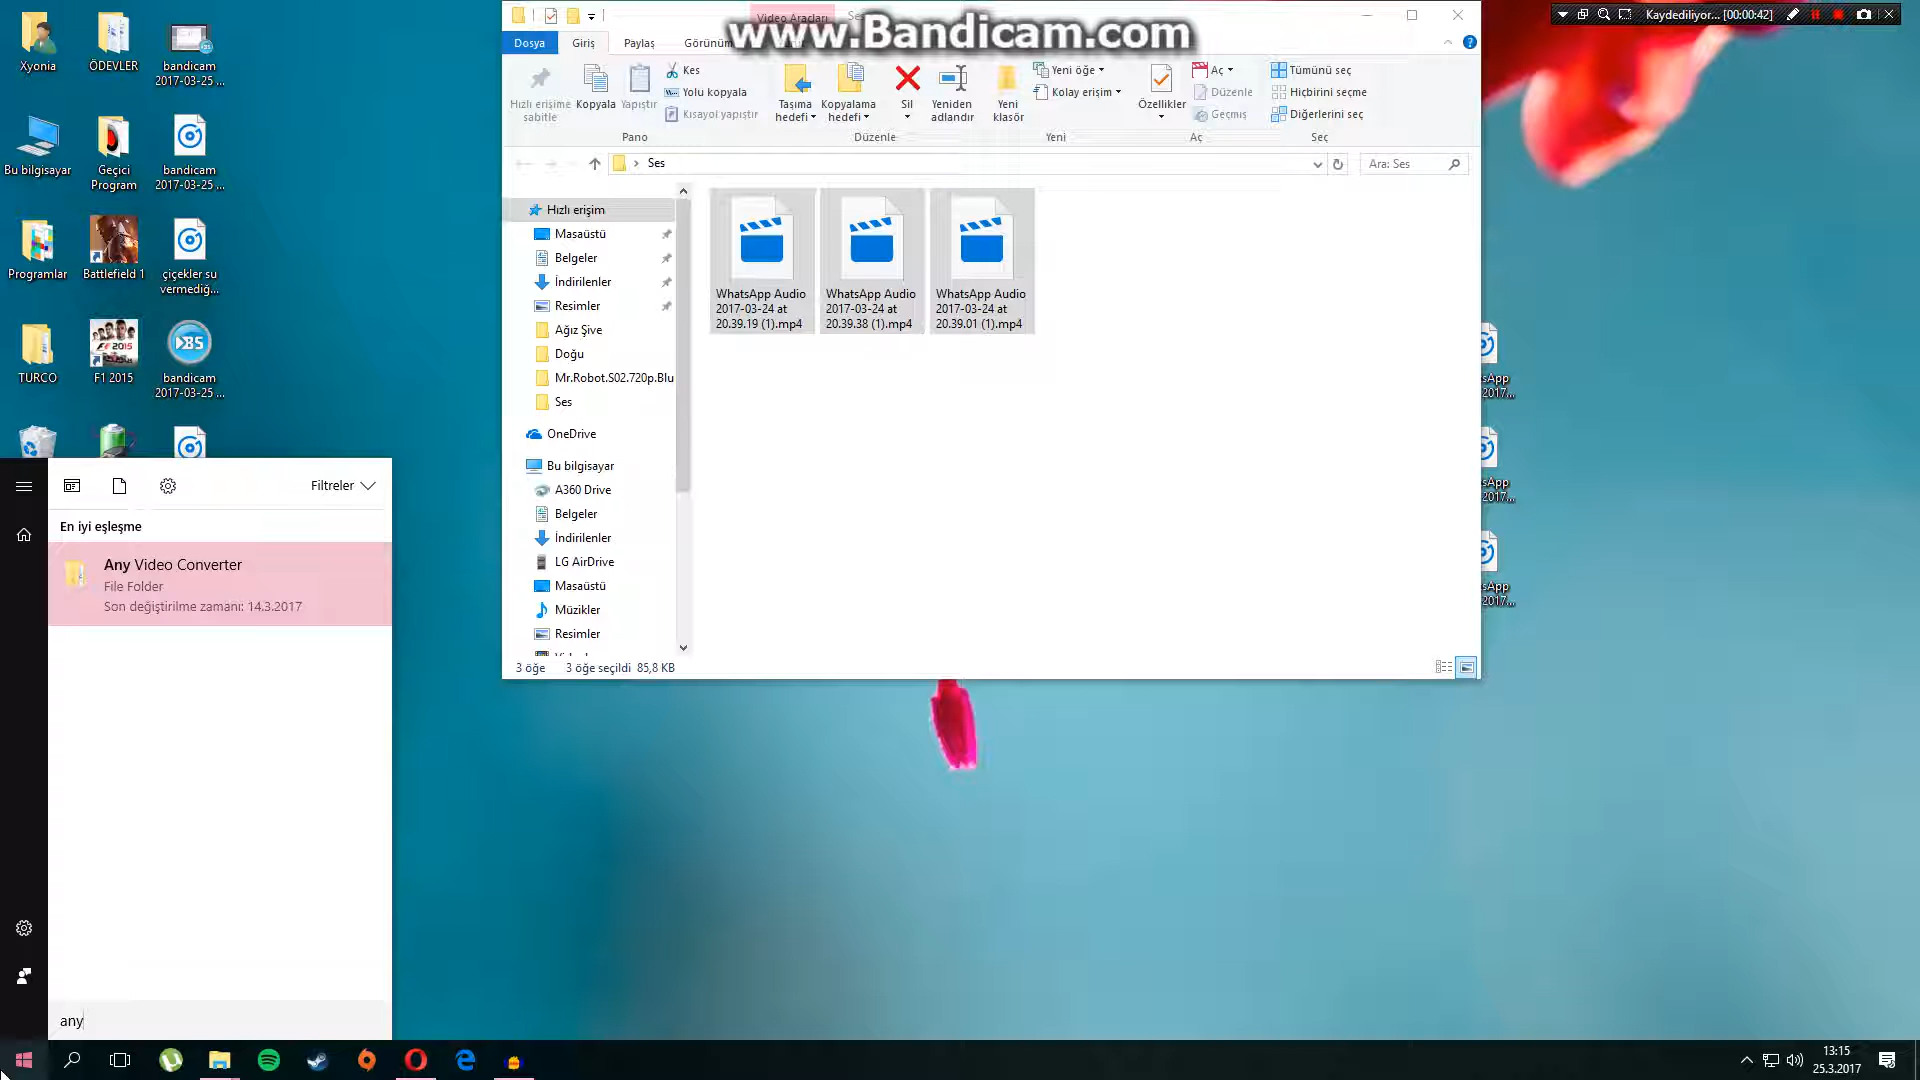 Xyonia
ÖDEVLER
bandicam
2017-03-25 ...
Bu bilgisayar
Geçici
Program
bandicam
2017-03-25 ...
Programlar
Battlefield 1
çiçekler su
vermediğ...
TURCO
F1 2015
bandicam
2017-03-25 ...
Video Araçları
www.Bandicam.com
Kaydediliyor... [00:00:42]
Dosya
Giriş
Paylaş
Görünüm
Hızlı erişime
sabitle
Kopyala
Yapıştır
Kes
Yolu kopyala
Kısayol yapıştır
Pano
Taşıma
hedefi
Kopyalama
hedefi
Sil
Yeniden
adlandır
Düzenle
Yeni
klasör
Yeni öğe
Kolay erişim
Yeni
Özellikler
Aç
Düzenle
Geçmiş
Aç
Tümünü seç
Hiçbirini seçme
Diğerlerini seç
Seç
Ses
Ara: Ses
Hızlı erişim
Masaüstü
Belgeler
İndirilenler
Resimler
Ağız Şive
Doğu
Mr.Robot.S02.720p.Blu
Ses
OneDrive
Bu bilgisayar
A360 Drive
Belgeler
İndirilenler
LG AirDrive
Masaüstü
Müzikler
Resimler
WhatsApp Audio
2017-03-24 at
20.39.19 (1).mp4
WhatsApp Audio
2017-03-24 at
20.39.38 (1).mp4
WhatsApp Audio
2017-03-24 at
20.39.01 (1).mp4
3 öğe
3 öğe seçildi 85,8 KB
sApp
2017...
sApp
2017...
sApp
2017...
Filtreler
En iyi eşleşme
Any Video Converter
File Folder
Son değiştirilme zamanı: 14.3.2017
any
13:15
25.3.2017